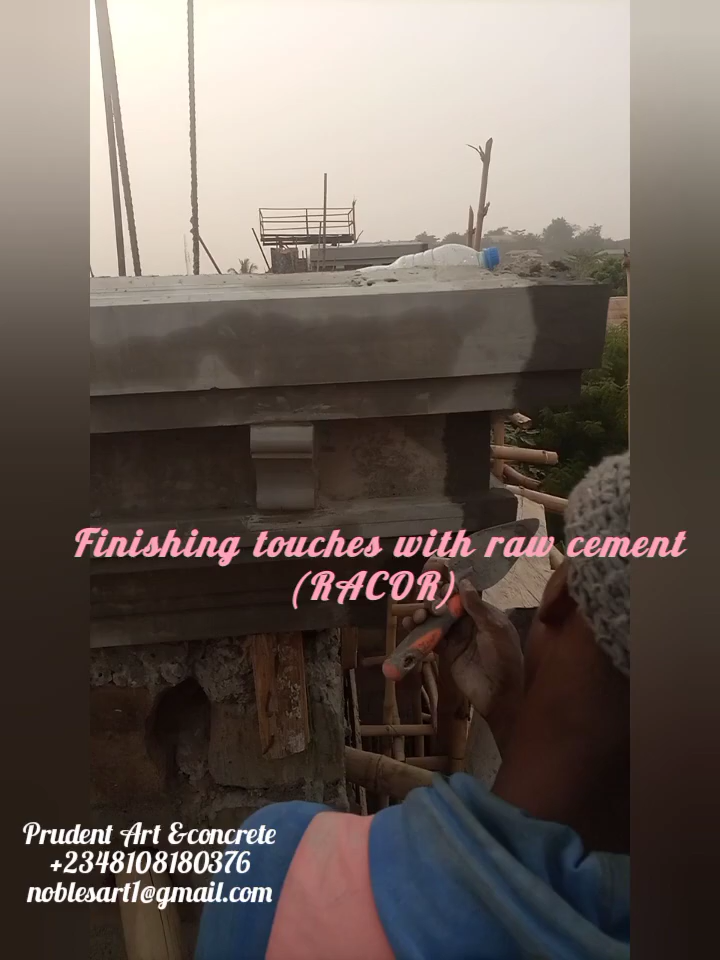 Finishing touches with raw cement
(RACOR)
Prudent Art &concrete
+2348108180376
noblesart1@gmail.com